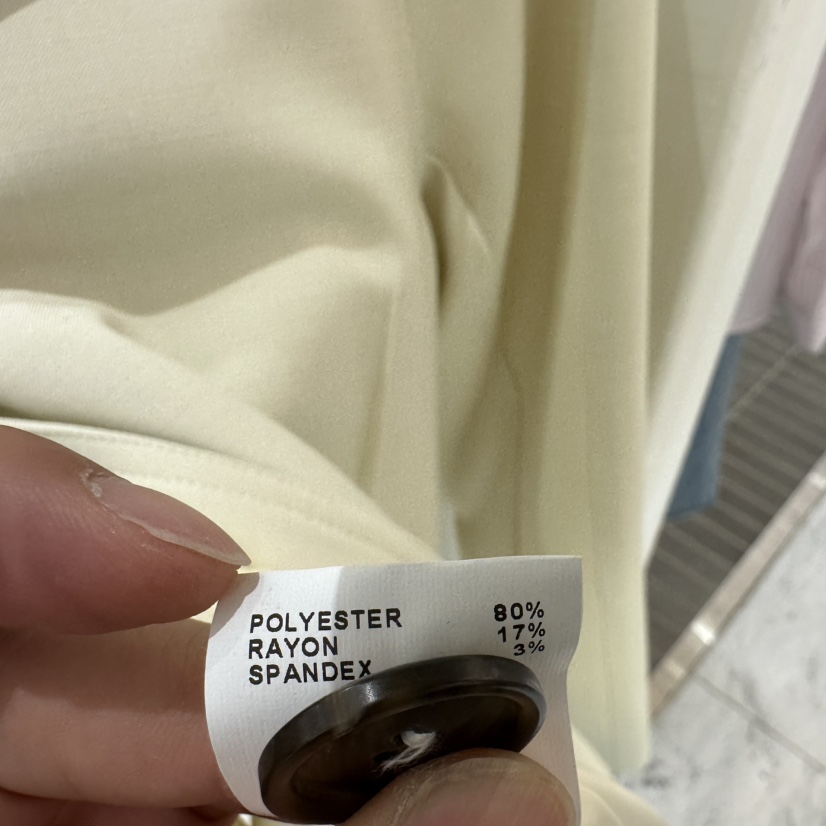 POLYESTER 80%
RAYON 17%
SPANDEX 3%